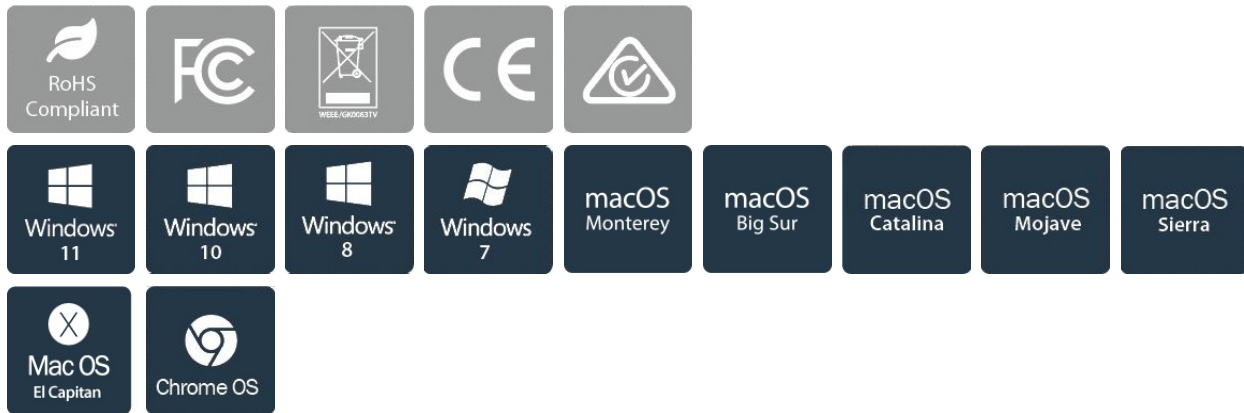 RoHS
Compliant
FC
WEEE/GK0063TV
CE
Windows
11
Windows
10
Windows
8
Windows
7
macOS
Monterey
macOS
Big Sur
macOS
Catalina
macOS
Mojave
macOS
Sierra
X
Mac OS
El Capitan
Chrome OS